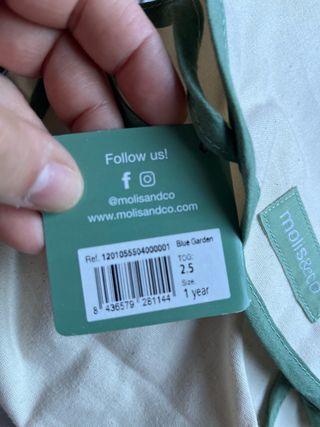 Follow us!
@molisandco
www.molisandco.com
Ref. 1201055504000001 Blue Garden
TOG:
2.5
Size:
1 year
8 436579 281144
molis&co